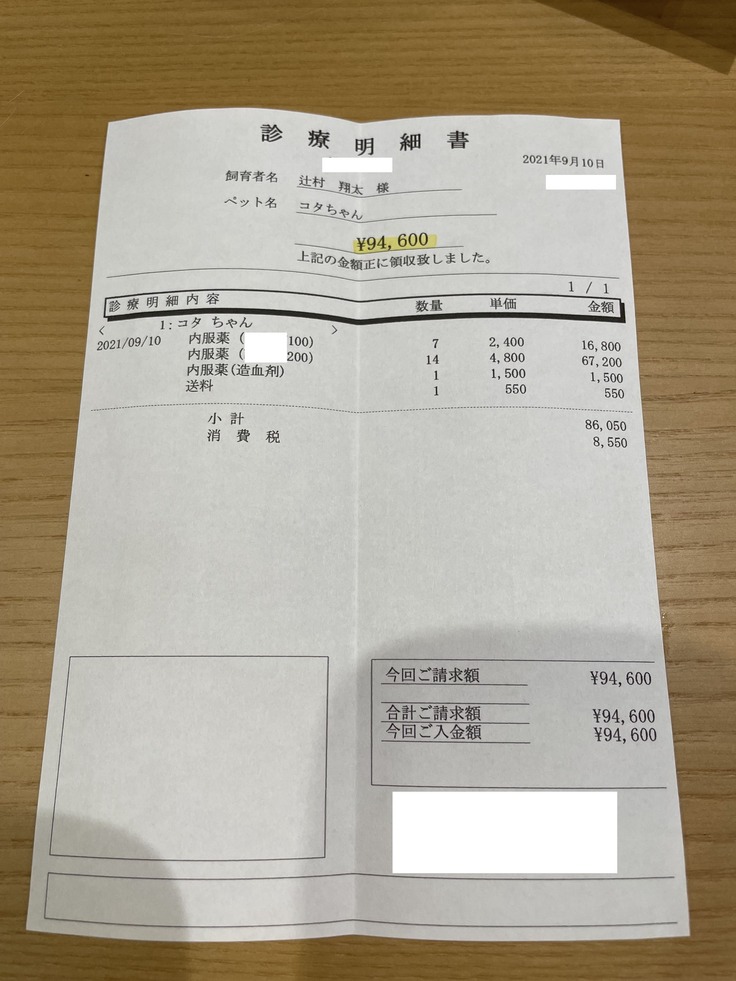 診療明細書
2021年9月10日
飼育者名 辻村 翔太 様
ペット名 コタちゃん
¥94,600
上記の金額正に領収致しました。
1 / 1
診療明細内容 数量 単価 金額
< 1:コタ ちゃん >
2021/09/10 内服薬 ( 100) 7 2,400 16,800
内服薬 ( 200) 14 4,800 67,200
内服薬(造血剤) 1 1,500 1,500
送料 1 550 550
小 計 86,050
消 費 税 8,550
今回ご請求額 ¥94,600
合計ご請求額 ¥94,600
今回ご入金額 ¥94,600